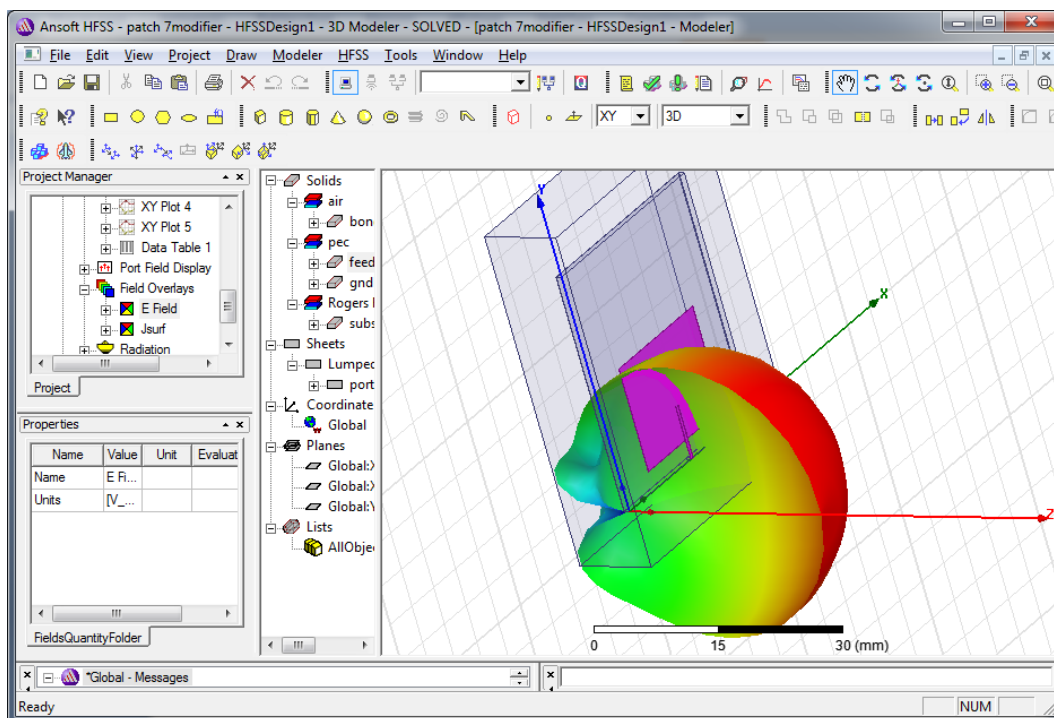 Ansoft HFSS - patch 7modifier - HFSSDesign1 - 3D Modeler - SOLVED - [patch 7modifier - HFSSDesign1 - Modeler]
File Edit View Project Draw Modeler HFSS Tools Window Help
XY 3D
Project Manager
XY Plot 4
XY Plot 5
Data Table 1
Port Field Display
Field Overlays
E Field
Jsurf
Radiation
Project
Properties
Name Value Unit Evaluat
Name E Fi...
Units [V_...
FieldsQuantityFolder
Solids
air
bon
pec
feed
gnd
Rogers
subs
Sheets
Lumpec
port
Coordinate
Global
Planes
Global:X
Global:X
Global:Y
Lists
AllObje
Y
X
Z
0 15 30 (mm)
*Global - Messages
Ready NUM